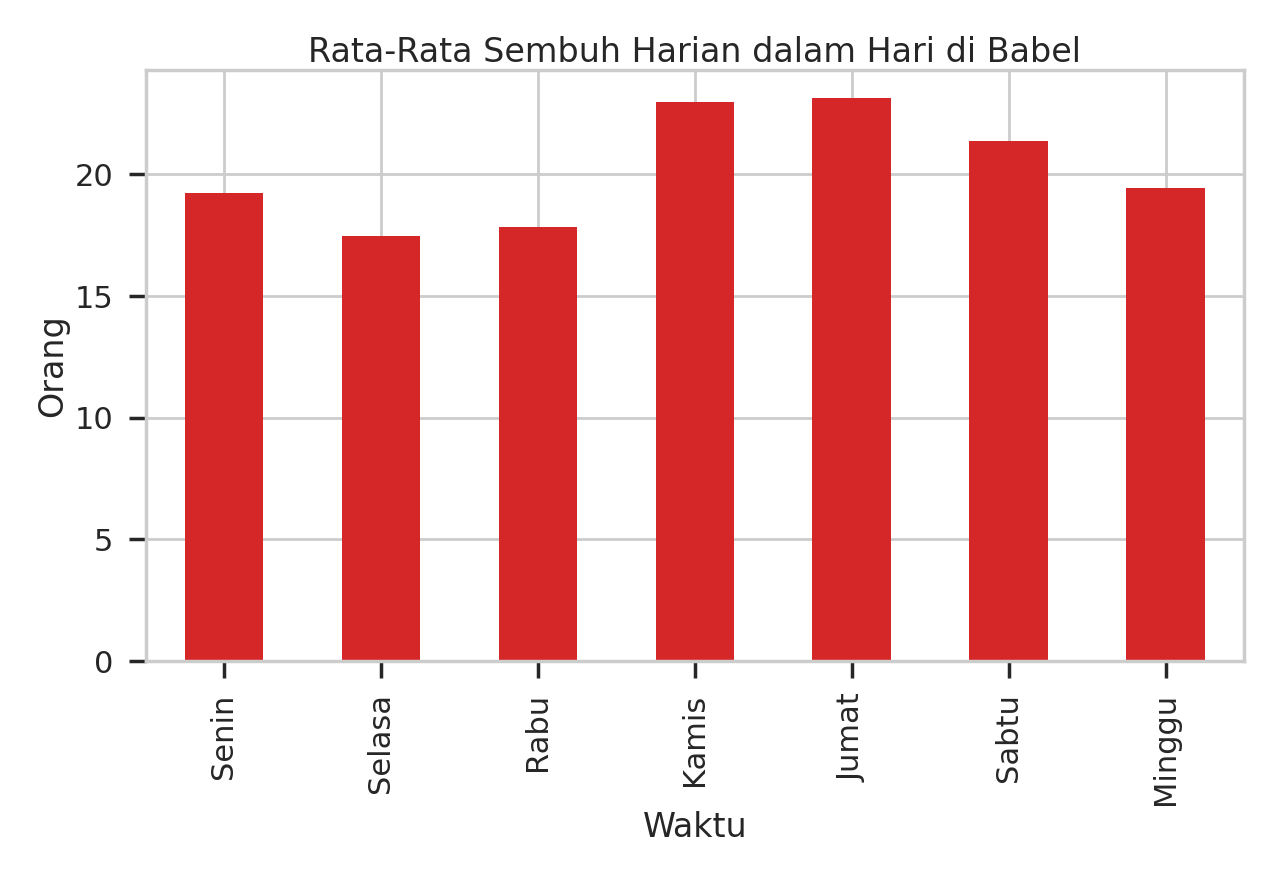 Rata-Rata Sembuh Harian dalam Hari di Babel
20
15
10
5
0
Orang
Senin
Selasa
Rabu
Kamis
Jumat
Sabtu
Minggu
Waktu